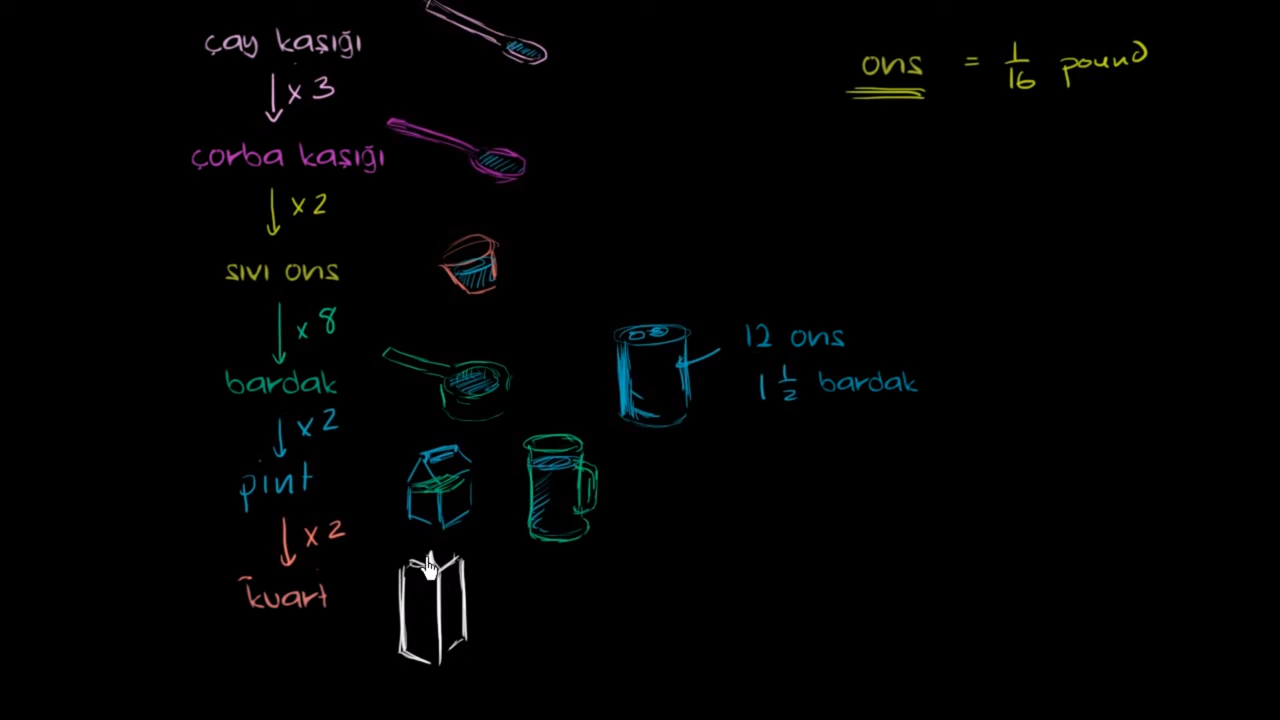 çay kaşığı
x 3
çorba kaşığı
x 2
sıvı ons
x 8
bardak
x 2
pint
x 2
kuart
ons = 1/16 pound
12 ons
1 1/2 bardak